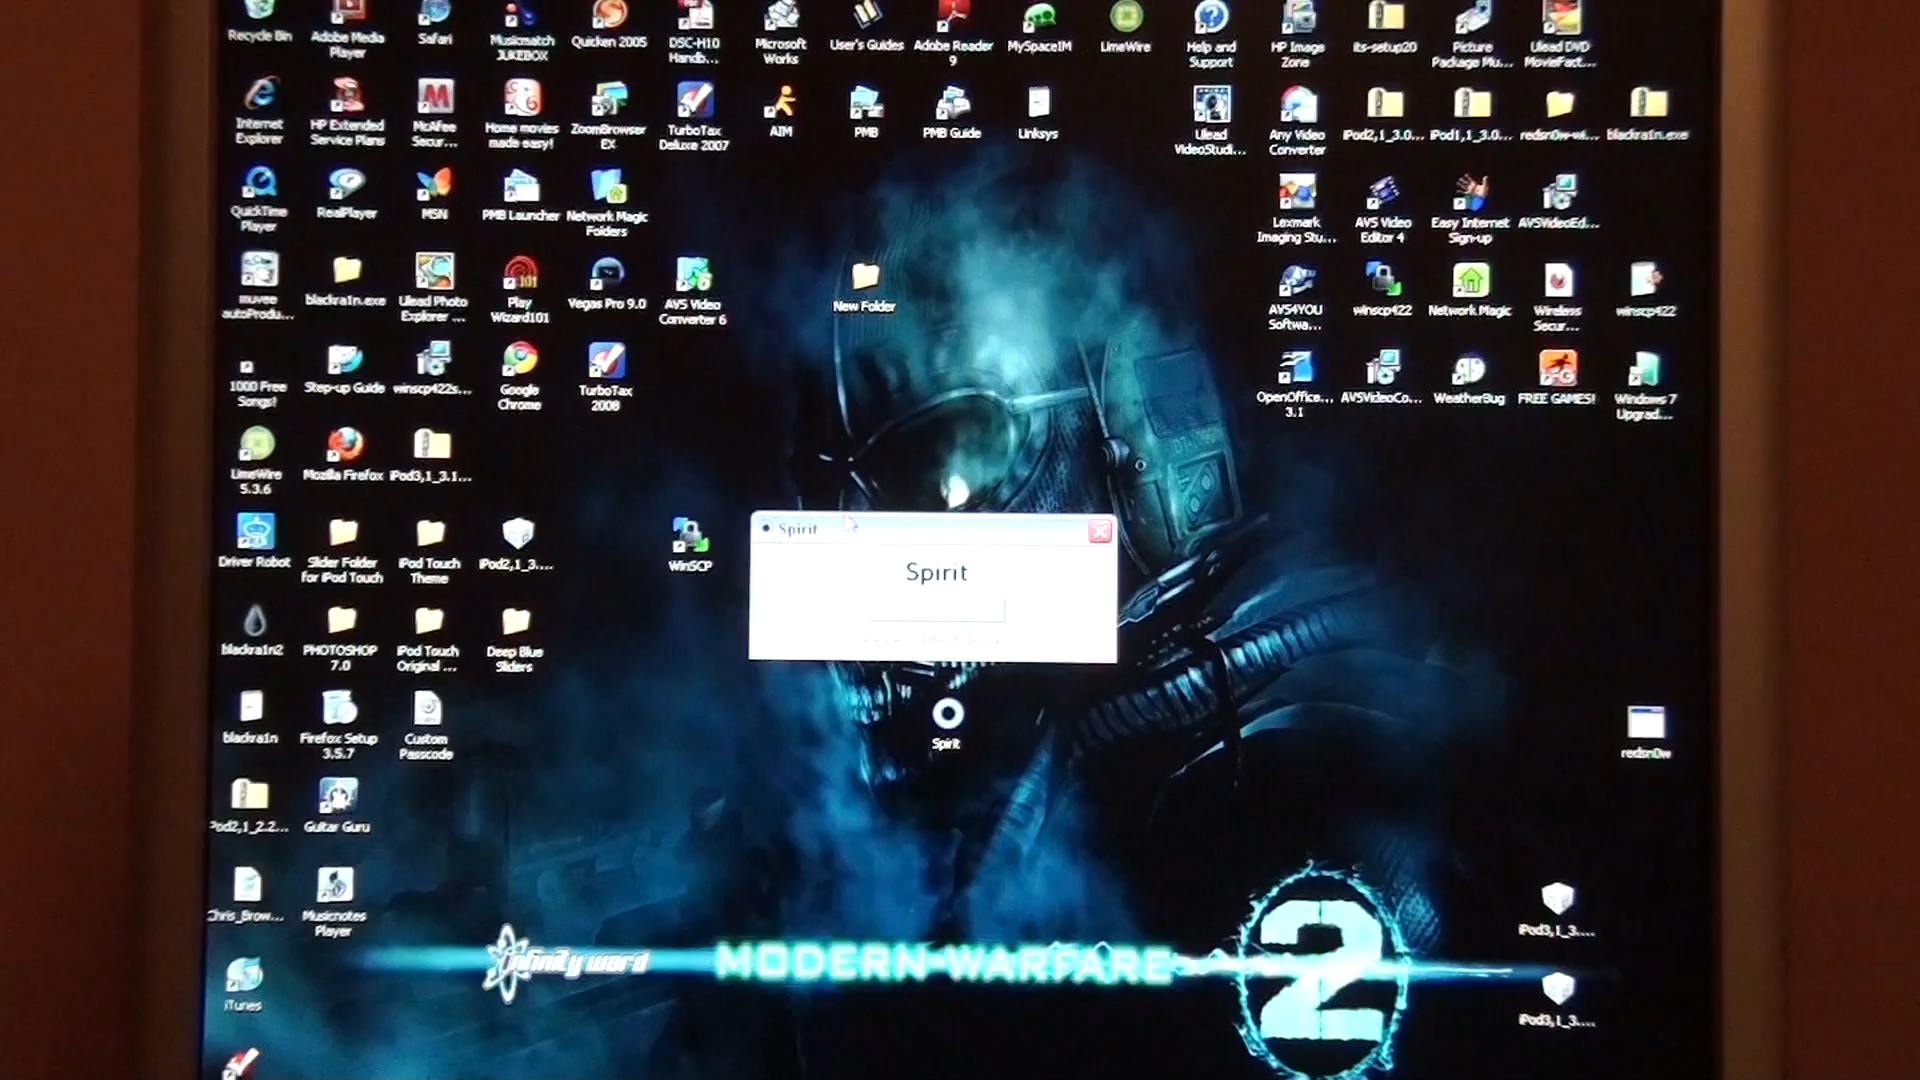 Recycle Bin
Adobe Media
Player
Safari
Musicmatch
JUKEBOX
Quicken 2005
DSC-H10
Handb...
Microsoft
Works
User's Guides
Adobe Reader
9
MySpaceIM
LimeWire
Help and
Support
HP Image
Zone
its-setup20
Picture
Package Mu...
Ulead DVD
MovieFact...
Internet
Explorer
HP Extended
Service Plans
McAfee
Secur...
Home movies
made easy!
ZoomBrowser
EX
TurboTax
Deluxe 2007
AIM
PMB
PMB Guide
Linksys
Ulead
VideoStudi...
Any Video
Converter
iPod2,1_3.0...
iPod1,1_3.0...
redsn0w-wi...
blackra1n.exe
QuickTime
Player
RealPlayer
MSN
PMB Launcher
Network Magic
Folders
Lexmark
Imaging Stu...
AVS Video
Editor 4
Easy Internet
Sign-up
AVSVideoEd...
muvee
autoProdu...
blackra1n.exe
Ulead Photo
Explorer ...
Play
Wizard101
Vegas Pro 9.0
AVS Video
Converter 6
New Folder
AVS4YOU
Softwa...
winscp422
Network Magic
Wireless
Secur...
winscp422
1000 Free
Songs!
Step-up Guide
winscp422s...
Google
Chrome
TurboTax
2008
OpenOffice...
3.1
AVSVideoCo...
WeatherBug
FREE GAMES!
Windows 7
Upgrad...
LimeWire
5.3.6
Mozilla Firefox
iPod3,1_3.1...
Driver Robot
Slider Folder
for iPod Touch
iPod Touch
Theme
iPod2,1_3....
WinSCP
Spirit
Spirit
blackra1n2
PHOTOSHOP
7.0
iPod Touch
Original ...
Deep Blue
Sliders
blackra1n
Firefox Setup
3.5.7
Custom
Passcode
Spirit
redsn0w
iPod2,1_2.2...
Guitar Guru
Chris_Brow...
Musicnotes
Player
iTunes
infinity ward
MODERN WARFARE
2
iPod3,1_3....
iPod3,1_3....